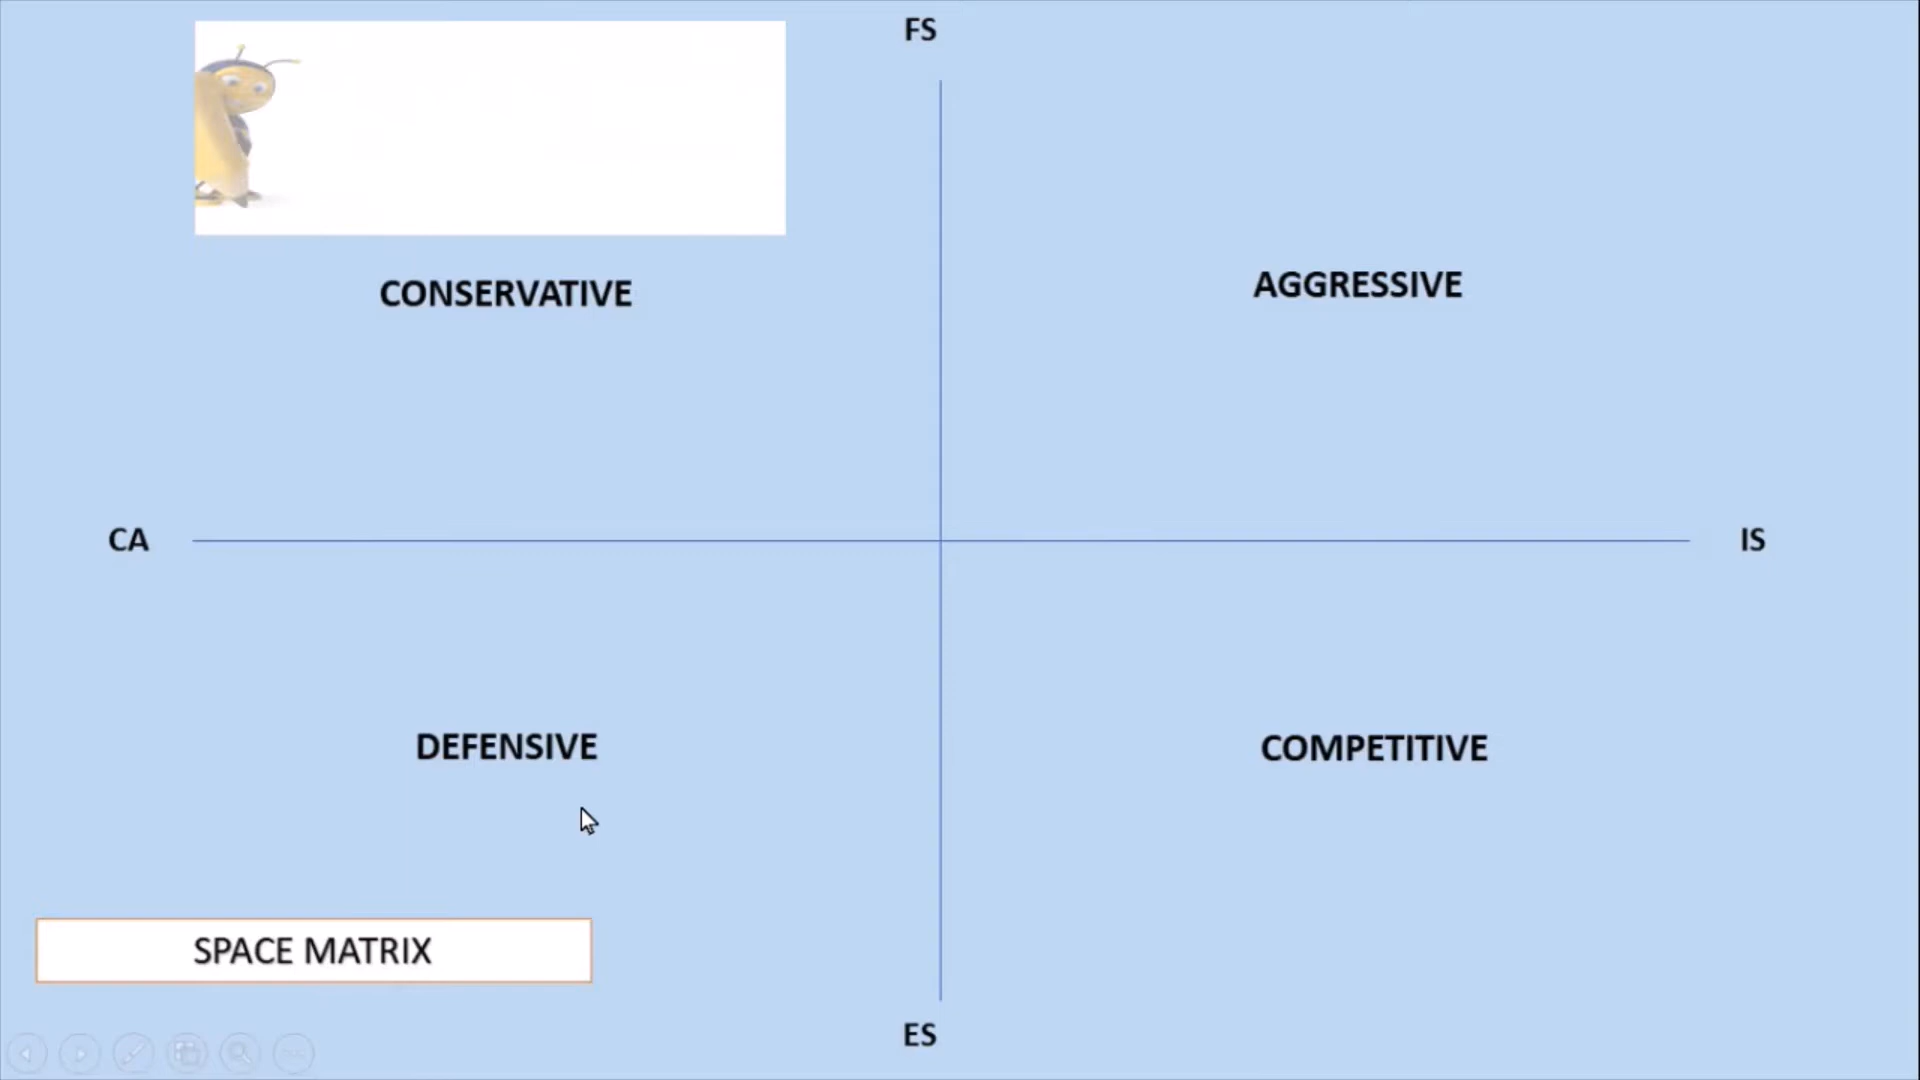 FS
CONSERVATIVE
AGGRESSIVE
CA
IS
DEFENSIVE
COMPETITIVE
SPACE MATRIX
ES